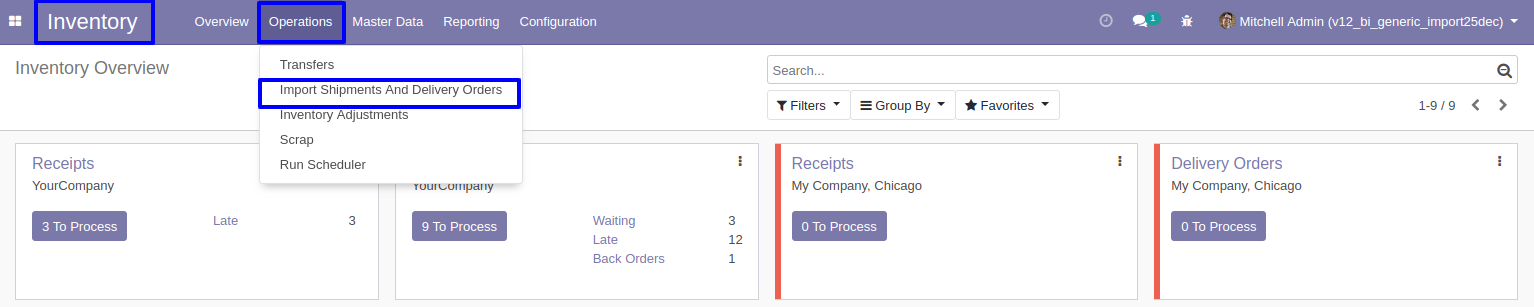 Inventory Overview Operations Master Data Reporting Configuration 1 Mitchell Admin (v12_bi_generic_import25dec)
Inventory Overview
Search...
Transfers
Import Shipments And Delivery Orders
Inventory Adjustments
Scrap
Run Scheduler
Filters Group By Favorites 1-9 / 9
Receipts
YourCompany
3 To Process Late 3
YourCompany
9 To Process Waiting 3
Late 12
Back Orders 1
Receipts
My Company, Chicago
0 To Process
Delivery Orders
My Company, Chicago
0 To Process